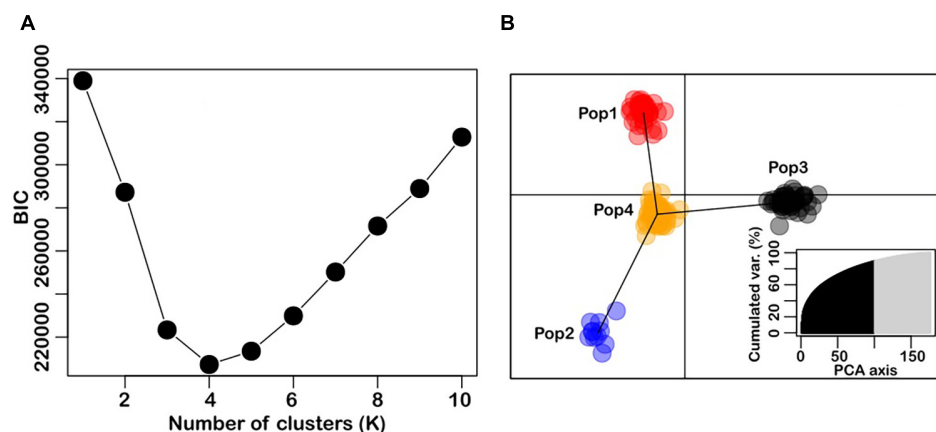 A
BIC
340000
300000
260000
220000
2
4
6
8
10
Number of clusters (K)
B
Pop1
Pop3
Pop4
Pop2
Cumulated var. (%)
100
80
60
20
0
0
50
150
PCA axis